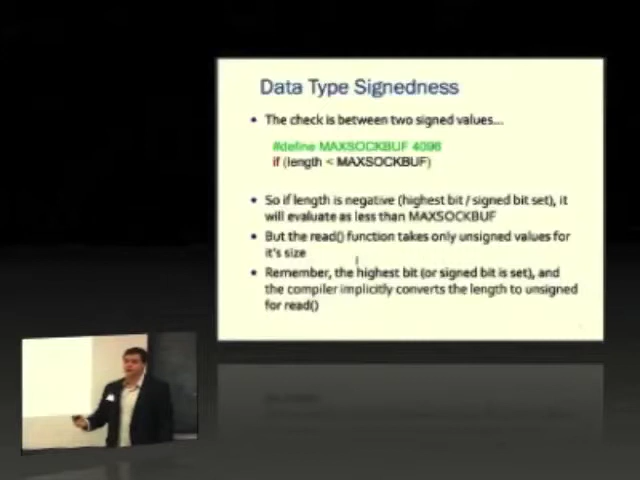 Data Type Signedness
• The check is between two signed values...
#define MAXSOCKBUF 4096
if (length < MAXSOCKBUF)
• So if length is negative (highest bit / signed bit set), it
will evaluate as less than MAXSOCKBUF
• But the read() function takes only unsigned values for
it's size
• Remember, the highest bit (or signed bit is set), and
the compiler implicitly converts the length to unsigned
for read()